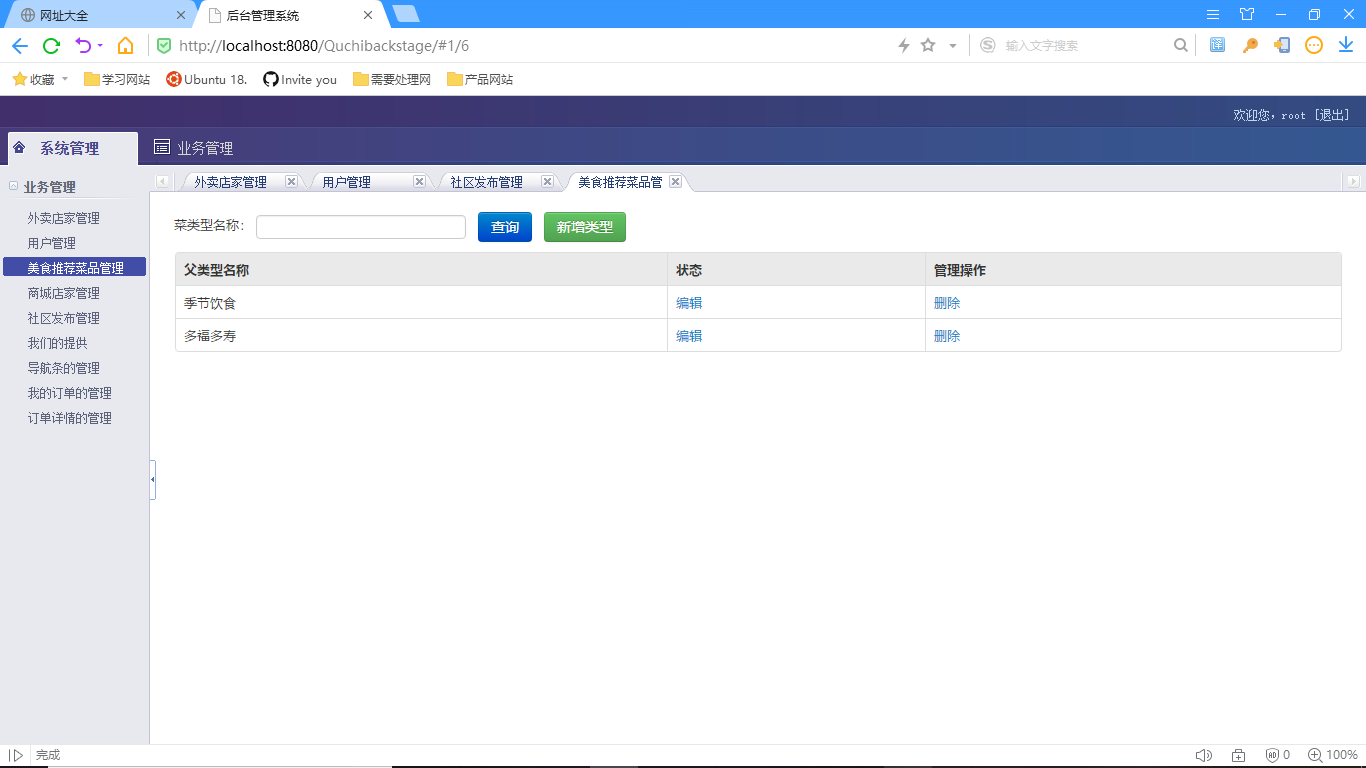 网址大全
后台管理系统
http://localhost:8080/Quchibackstage/#1/6
输入文字搜索
收藏 学习网站 Ubuntu 18. Invite you 需要处理网 产品网站
欢迎您，root [退出]
系统管理 业务管理
业务管理
外卖店家管理
用户管理
美食推荐菜品管理
商城店家管理
社区发布管理
我们的提供
导航条的管理
我的订单的管理
订单详情的管理
外卖店家管理 用户管理 社区发布管理 美食推荐菜品管
菜类型名称： 查询 新增类型
父类型名称 状态 管理操作
季节饮食 编辑 删除
多福多寿 编辑 删除
完成 0 100%